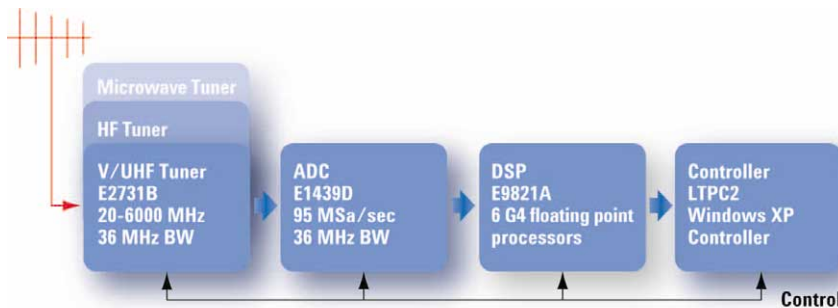 Microwave Tuner
HF Tuner
V/UHF Tuner
E2731B
20-6000 MHz
36 MHz BW
ADC
E1439D
95 MSa/sec
36 MHz BW
DSP
E9821A
6 G4 floating point
processors
Controller
LTPC2
Windows XP
Controller
Control